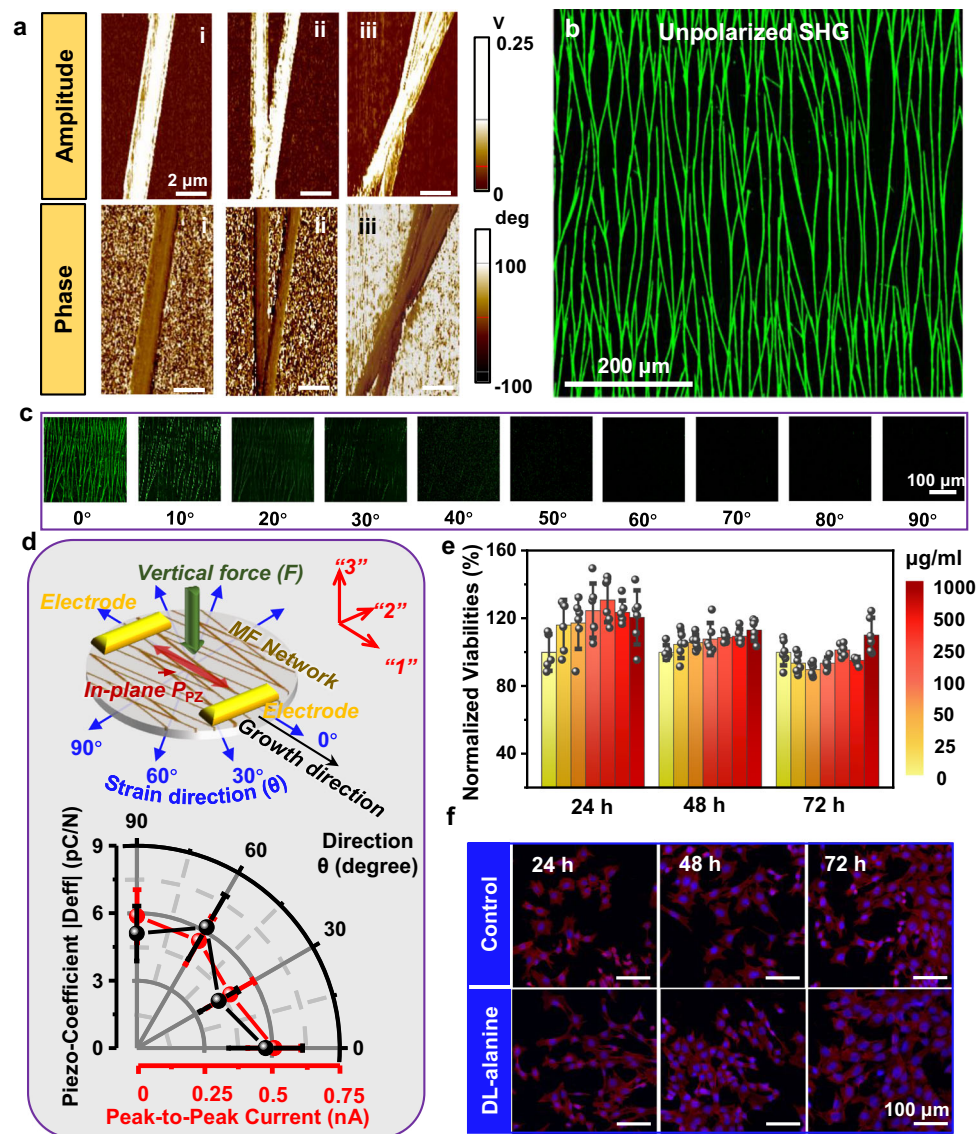 a
Amplitude
i
ii
iii
2 µm
V
0.25
0
Phase
i
ii
iii
deg
100
-100
b
Unpolarized SHG
200 µm
c
0° 10° 20° 30° 40° 50° 60° 70° 80° 90°
100 µm
d
Vertical force (F)
Electrode
MF Network
In-plane PPZ
Electrode
"3"
"2"
"1"
90°
60°
30°
0°
Strain direction (θ)
Growth direction
Piezo-Coefficient |Deff| (pC/N)
9
6
3
0
90
60
30
0
Direction
θ (degree)
0 0.25 0.50 0.75
Peak-to-Peak Current (nA)
e
Normalized Viabilities (%)
160
120
80
40
24 h 48 h 72 h
µg/ml
1000
500
250
100
50
25
0
f
Control
24 h
48 h
72 h
DL-alanine
100 µm